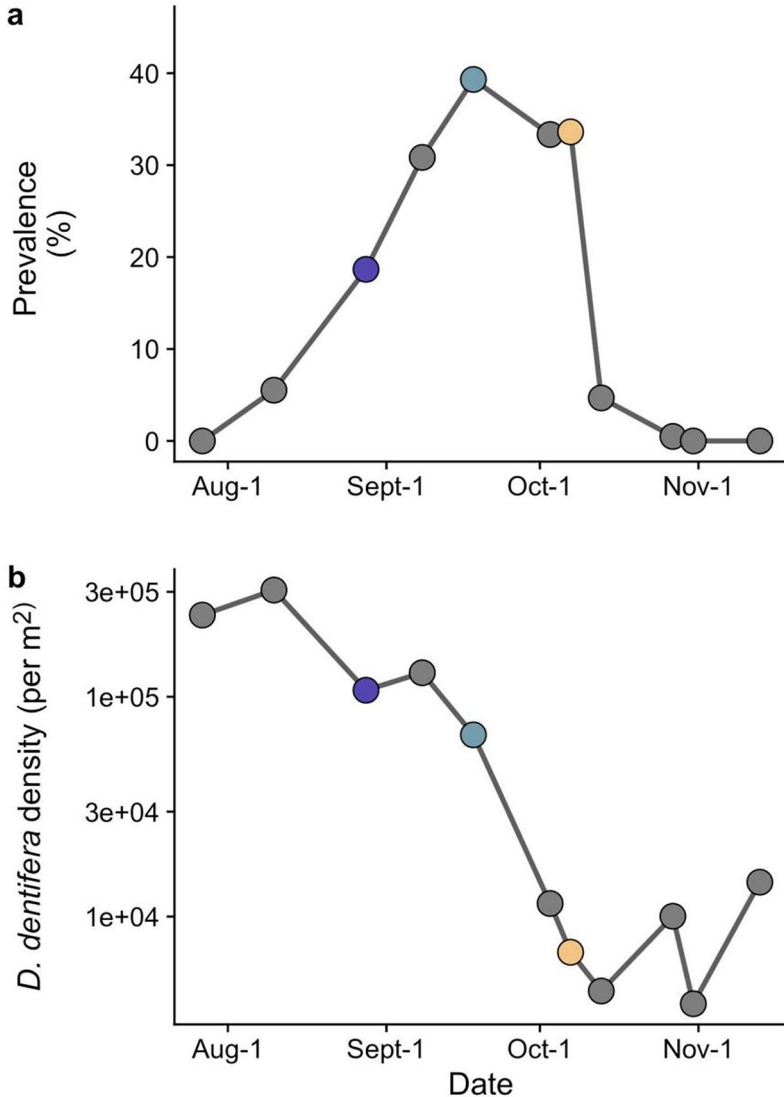 a
40
30
20
10
0
Prevalence
(%)
Aug-1 Sept-1 Oct-1 Nov-1
b
3e+05
1e+05
3e+04
1e+04
D. dentifera density (per m²)
Aug-1 Sept-1 Oct-1 Nov-1
Date